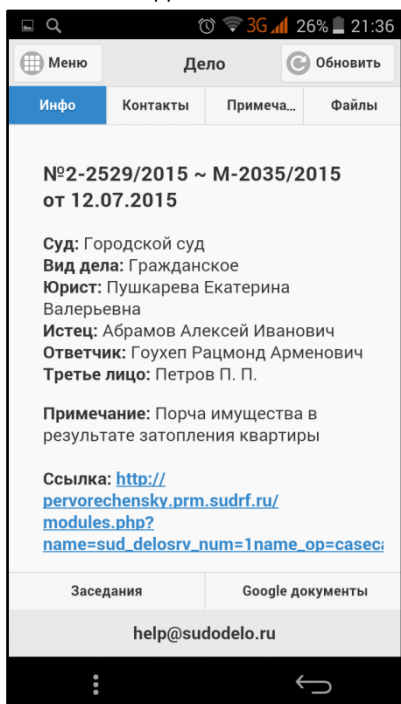 3G 26% 21:36
Меню Дело Обновить
Инфо Контакты Примеча... Файлы
№2-2529/2015 ~ М-2035/2015
от 12.07.2015
Суд: Городской суд
Вид дела: Гражданское
Юрист: Пушкарева Екатерина
Валерьевна
Истец: Абрамов Алексей Иванович
Ответчик: Гоухеп Рацмонд Арменович
Третье лицо: Петров П. П.
Примечание: Порча имущества в
результате затопления квартиры
Ссылка: http://
pervorechensky.prm.sudrf.ru/
modules.php?
name=sud_delosrv_num=1name_op=caseca
Заседания Google документы
help@sudodelo.ru